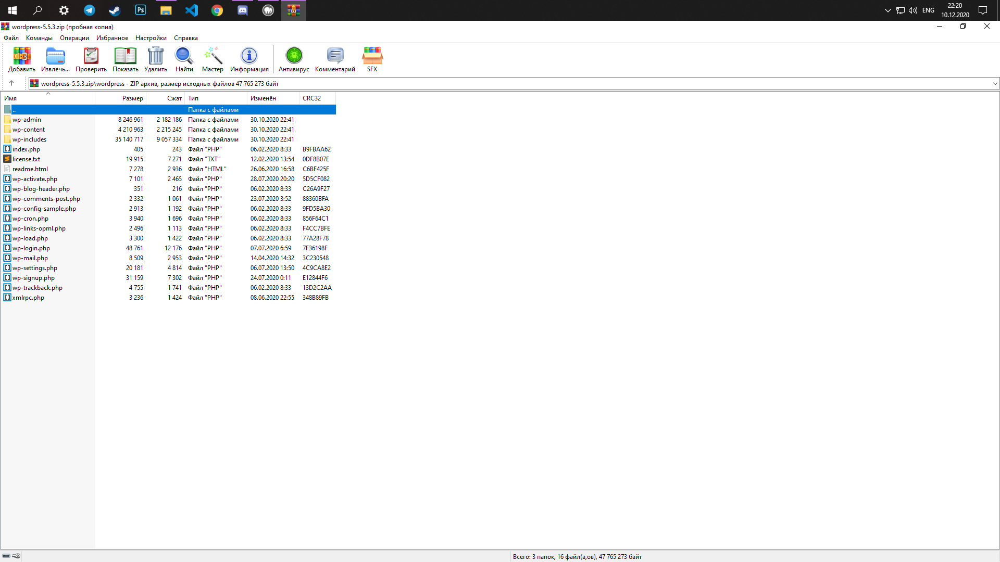 Ps
ENG
22:20
10.12.2020
wordpress-5.5.3.zip (пробная копия)
Файл Команды Операции Избранное Настройки Справка
Добавить Извлечь... Проверить Показать Удалить Найти Мастер Информация Антивирус Комментарий SFX
wordpress-5.5.3.zip\wordpress - ZIP архив, размер исходных файлов 47 765 273 байт
Имя Размер Сжат Тип Изменён CRC32
.. Папка с файлами
wp-admin 8 246 961 2 182 186 Папка с файлами 30.10.2020 22:41
wp-content 4 210 963 2 215 245 Папка с файлами 30.10.2020 22:41
wp-includes 35 140 717 9 057 334 Папка с файлами 30.10.2020 22:41
index.php 405 243 Файл "PHP" 06.02.2020 8:33 B9FBAA62
license.txt 19 915 7 271 Файл "TXT" 12.02.2020 13:54 0DF8B07E
readme.html 7 278 2 936 Файл "HTML" 26.06.2020 16:58 C6BF425F
wp-activate.php 7 101 2 465 Файл "PHP" 28.07.2020 20:20 5D5CF082
wp-blog-header.php 351 216 Файл "PHP" 06.02.2020 8:33 C26A9F27
wp-comments-post.php 2 332 1 061 Файл "PHP" 23.07.2020 3:52 88360BFA
wp-config-sample.php 2 913 1 192 Файл "PHP" 06.02.2020 8:33 9FD5BA30
wp-cron.php 3 940 1 696 Файл "PHP" 06.02.2020 8:33 856F64C1
wp-links-opml.php 2 496 1 113 Файл "PHP" 06.02.2020 8:33 F4CC7BFE
wp-load.php 3 300 1 422 Файл "PHP" 06.02.2020 8:33 77A28F78
wp-login.php 48 761 12 176 Файл "PHP" 07.07.2020 6:59 7F36198F
wp-mail.php 8 509 2 953 Файл "PHP" 14.04.2020 14:32 3C230548
wp-settings.php 20 181 4 814 Файл "PHP" 06.07.2020 13:50 4C9CA8E2
wp-signup.php 31 159 7 302 Файл "PHP" 24.07.2020 0:11 E12844F6
wp-trackback.php 4 755 1 741 Файл "PHP" 06.02.2020 8:33 13D2C2AA
xmlrpc.php 3 236 1 424 Файл "PHP" 08.06.2020 22:55 348B89FB
Всего: 3 папок, 16 файл(а,ов), 47 765 273 байт